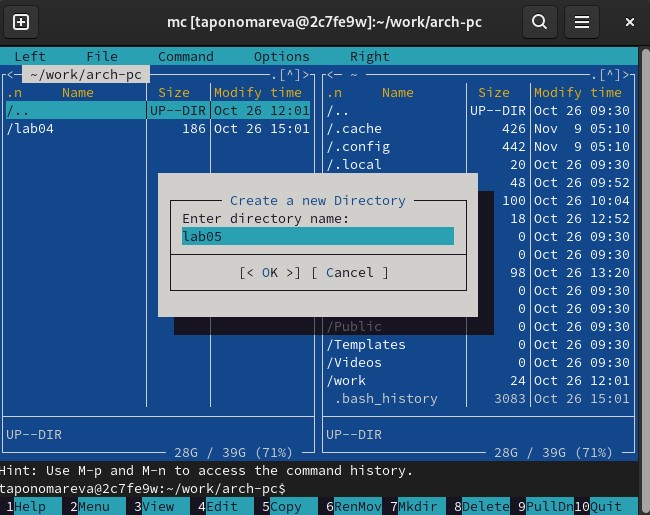 mc [taponomareva@2c7fe9w]:~/work/arch-pc
Left File Command Options Right
<─ ~/work/arch-pc .[^]>
.n Name Size Modify time
/.. UP--DIR Oct 26 12:01
/lab04 186 Oct 26 15:01
UP--DIR
28G / 39G (71%)
<─ ~ .[^]>
.n Name Size Modify time
/.. UP--DIR Oct 26 09:30
/.cache 426 Nov 9 05:10
/.config 442 Nov 9 05:10
/.local 20 Oct 26 09:30
48 Oct 26 09:52
100 Oct 26 10:04
18 Oct 26 12:52
0 Oct 26 09:30
0 Oct 26 09:30
98 Oct 26 13:20
0 Oct 26 09:30
0 Oct 26 09:30
/Public 0 Oct 26 09:30
/Templates 0 Oct 26 09:30
/Videos 0 Oct 26 09:30
/work 24 Oct 26 12:01
.bash_history 3083 Oct 26 15:01
UP--DIR
28G / 39G (71%)
Create a new Directory
Enter directory name:
lab05
[< OK >] [ Cancel ]
Hint: Use M-p and M-n to access the command history.
taponomareva@2c7fe9w:~/work/arch-pc$
1Help 2Menu 3View 4Edit 5Copy 6RenMov 7Mkdir 8Delete 9PullDn 10Quit